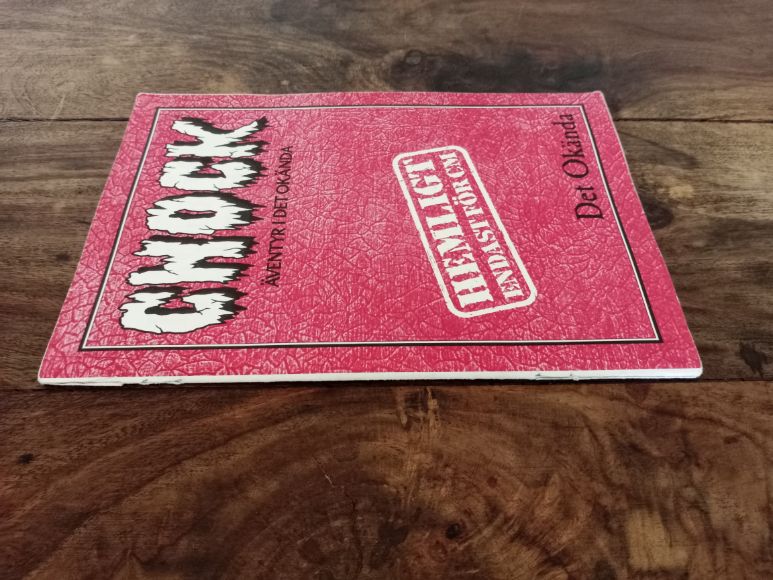 CHOCK
ÄVENTYR I DET OKÄNDA
HEMLIGT
ENDAST FÖR CM
Det Okända